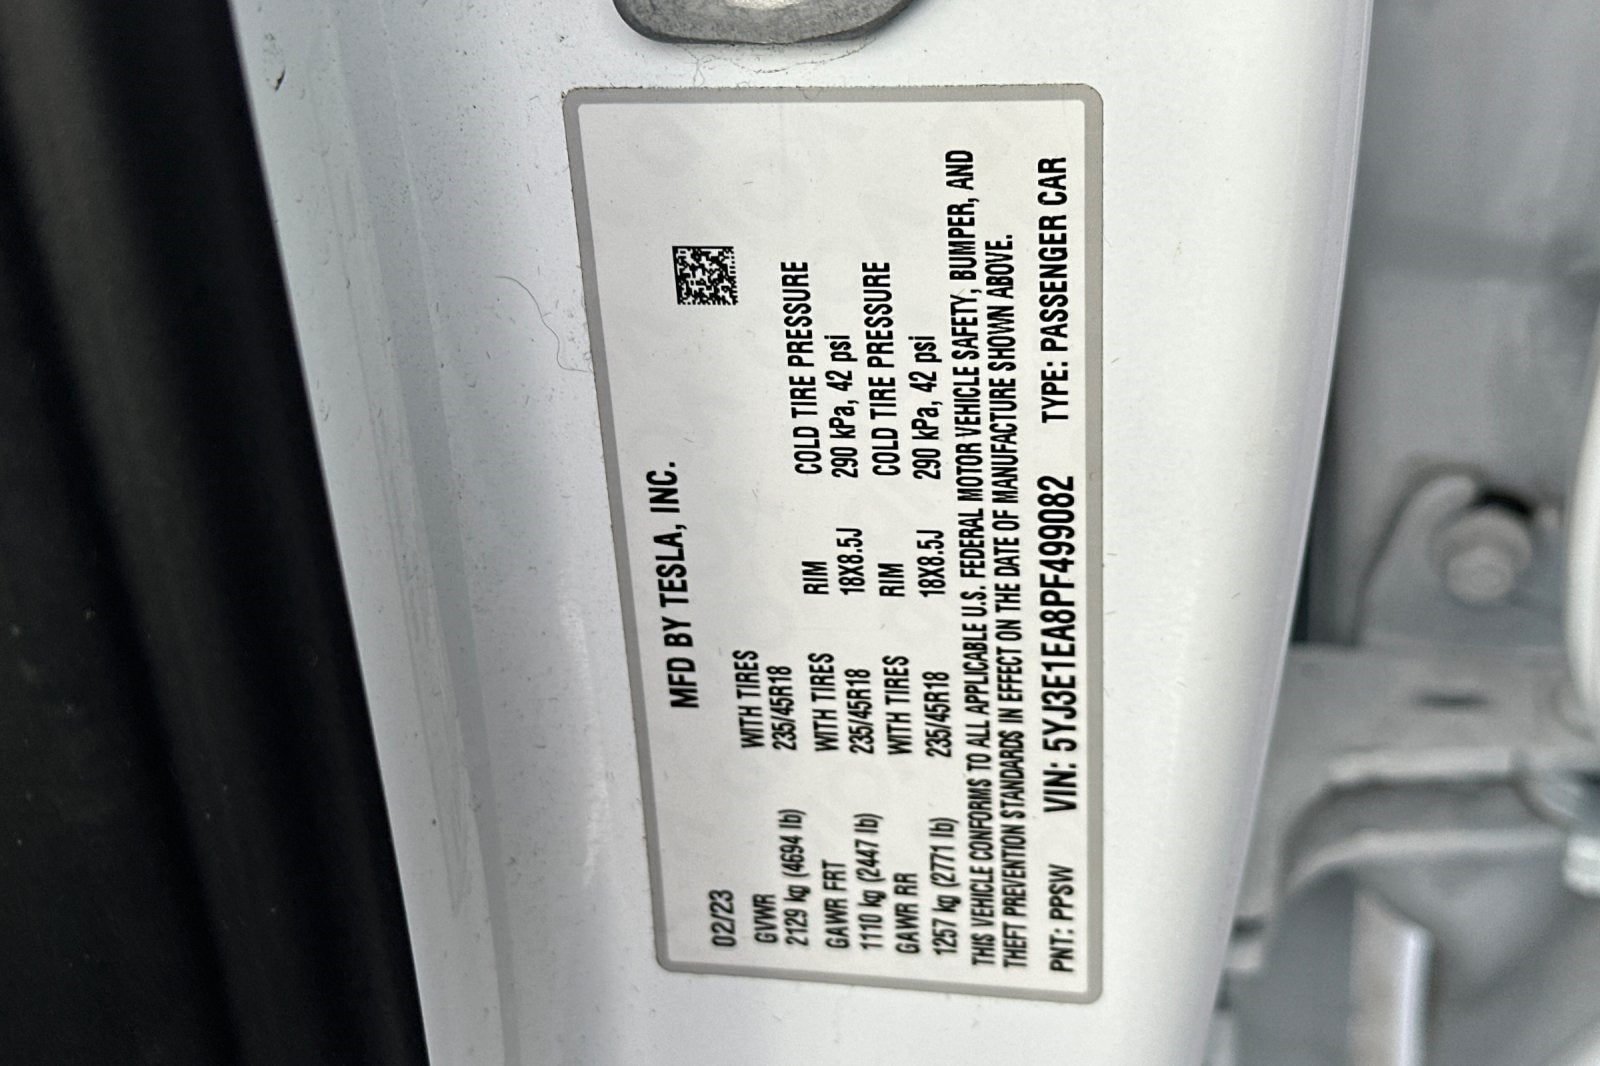 MFD BY TESLA, INC.
02/23
GVWR WITH TIRES RIM COLD TIRE PRESSURE
2129 kg (4694 lb) 235/45R18
GAWR FRT WITH TIRES RIM COLD TIRE PRESSURE
1110 kg (2447 lb) 235/45R18 18X8.5J 290 kPa, 42 psi
GAWR RR WITH TIRES RIM COLD TIRE PRESSURE
1257 kg (2771 lb) 235/45R18 18X8.5J 290 kPa, 42 psi
THIS VEHICLE CONFORMS TO ALL APPLICABLE U.S. FEDERAL MOTOR VEHICLE SAFETY, BUMPER, AND
THEFT PREVENTION STANDARDS IN EFFECT ON THE DATE OF MANUFACTURE SHOWN ABOVE.
PNT: PPSW VIN: 5YJ3E1EA8PF499082 TYPE: PASSENGER CAR